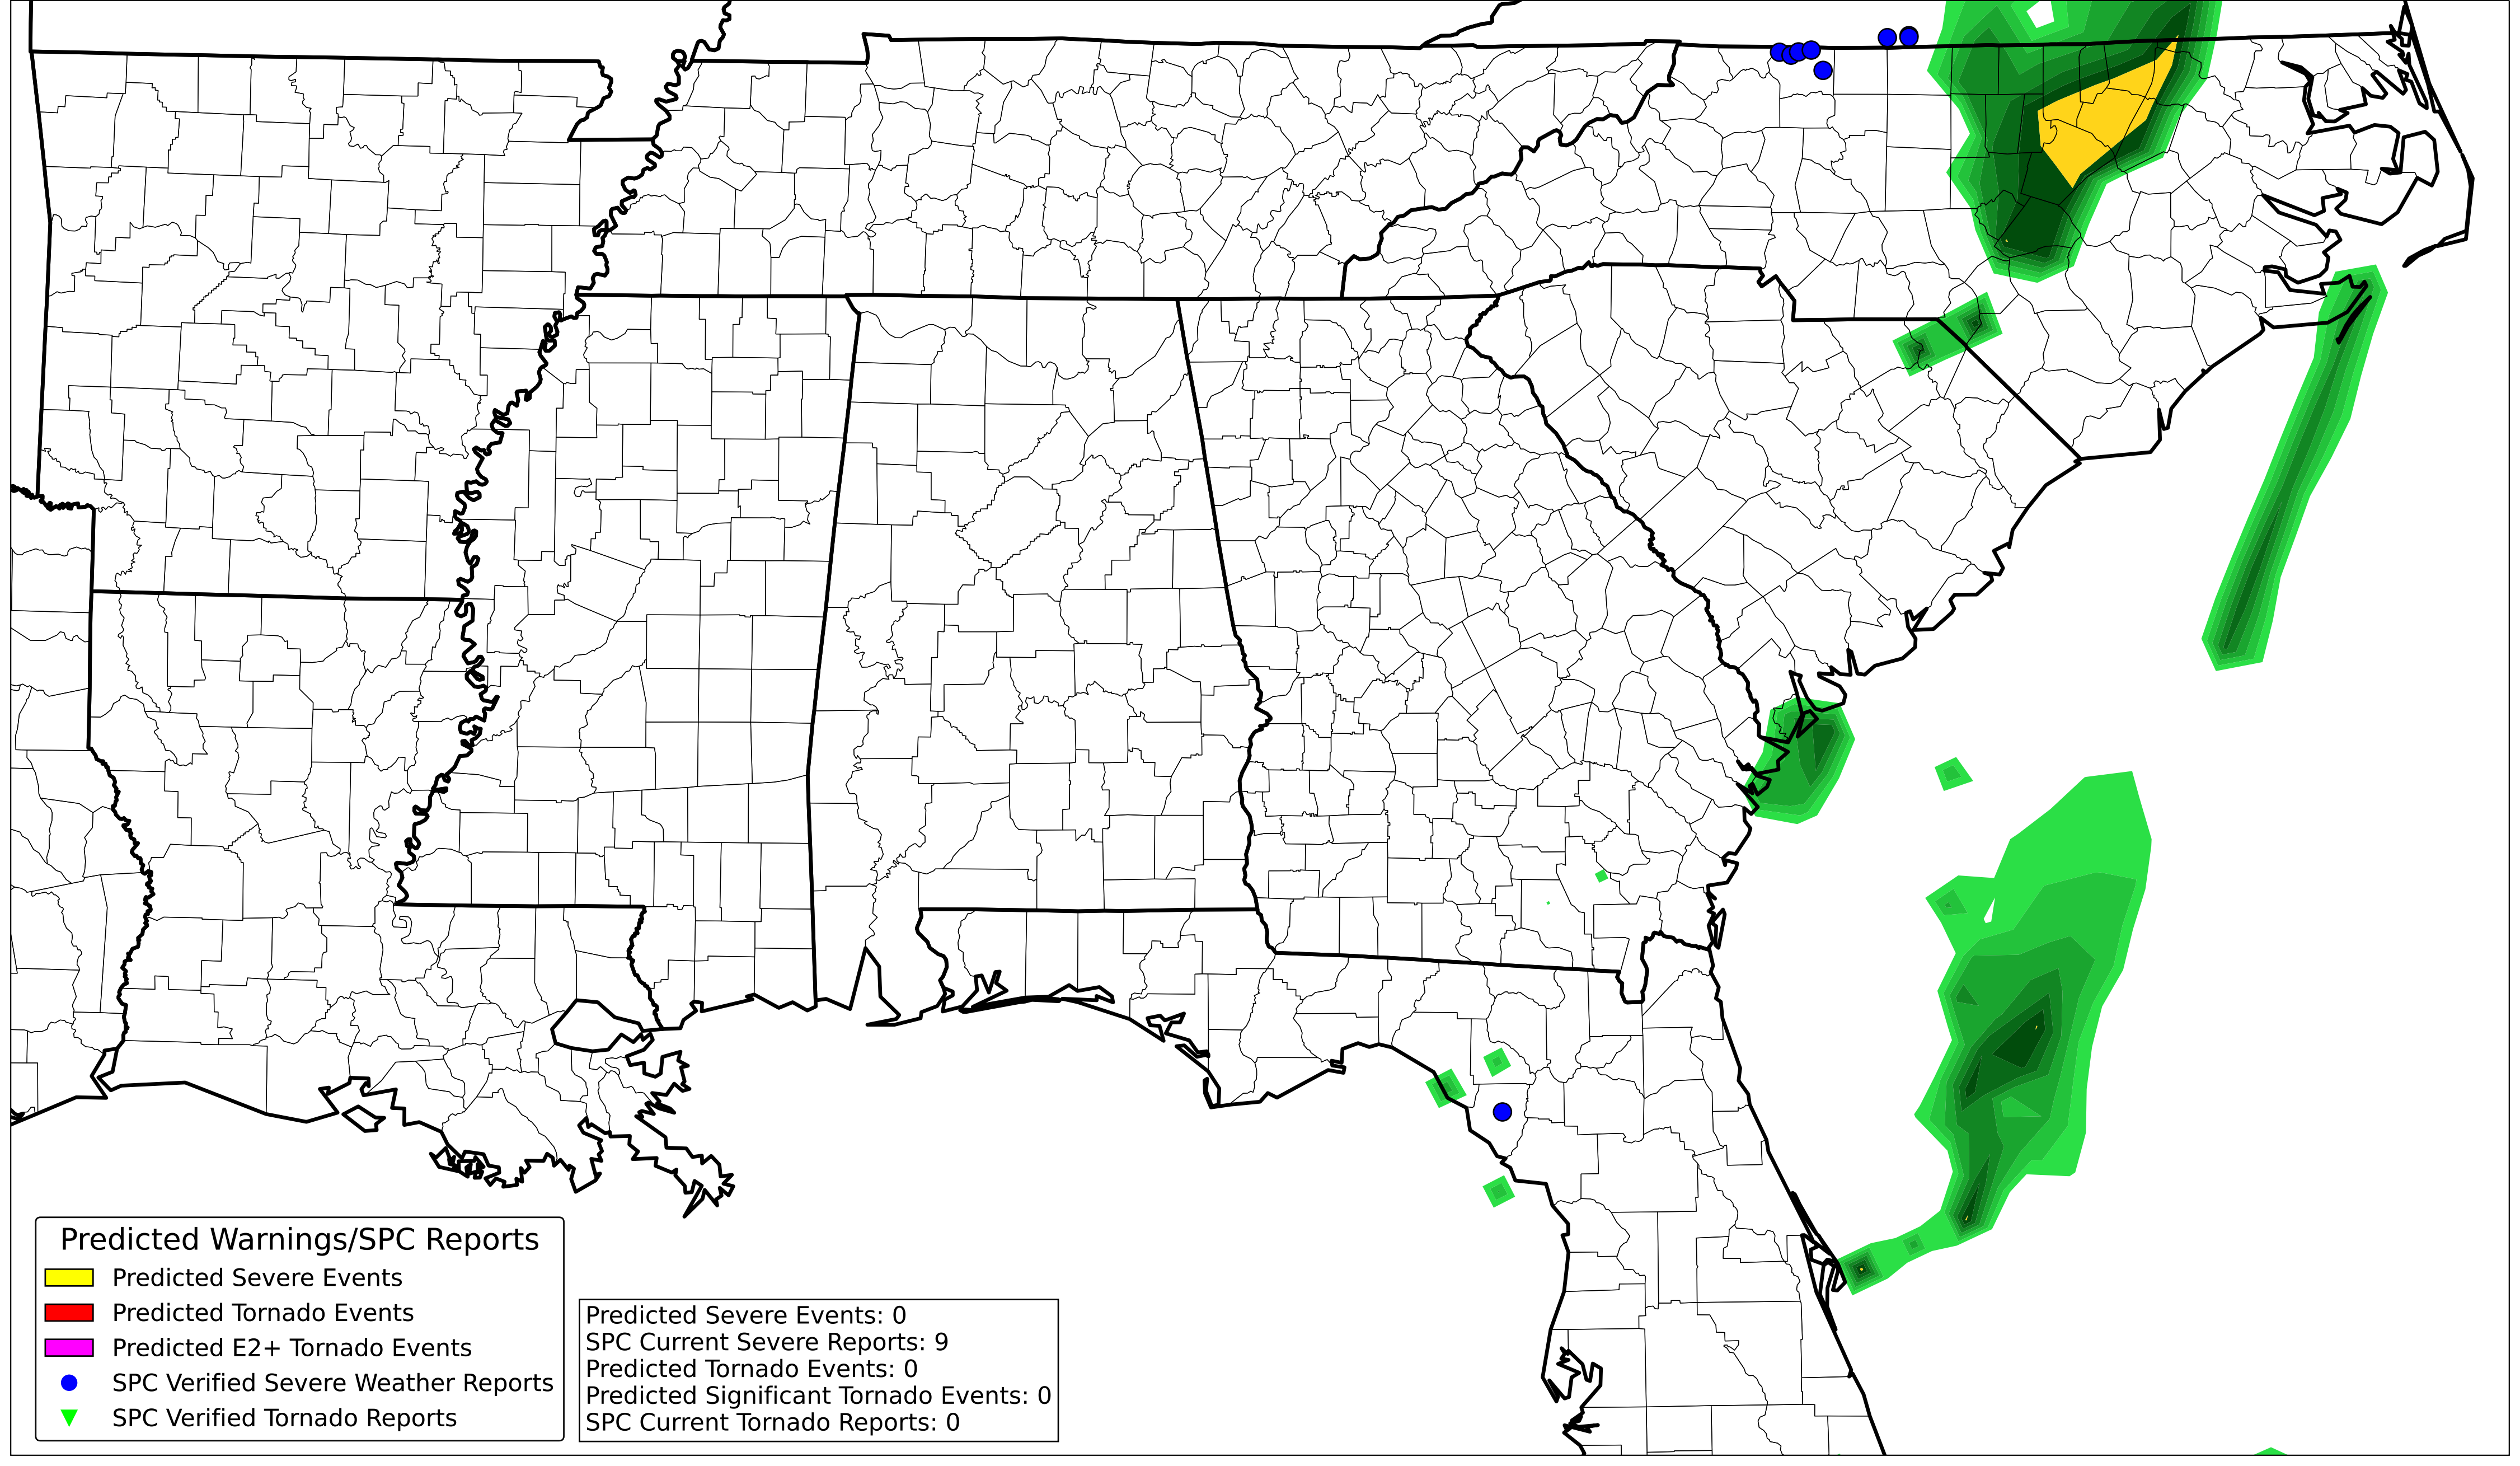 Predicted Warnings/SPC Reports
Predicted Severe Events
Predicted Tornado Events
Predicted E2+ Tornado Events
SPC Verified Severe Weather Reports
SPC Verified Tornado Reports
Predicted Severe Events: 0
SPC Current Severe Reports: 9
Predicted Tornado Events: 0
Predicted Significant Tornado Events: 0
SPC Current Tornado Reports: 0